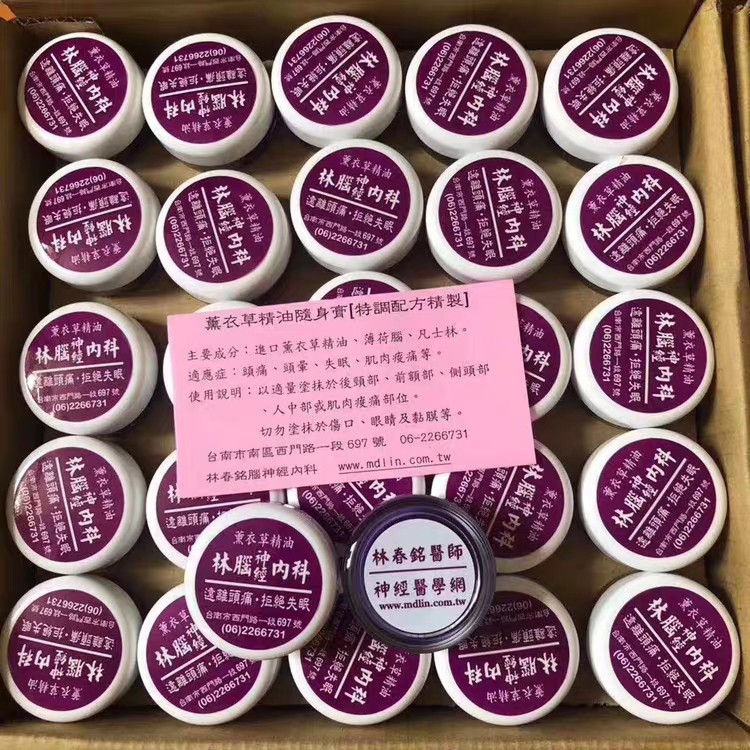 薰衣草精油隨身膏[特調配方精製]
主要成分：進口薰衣草精油、薄荷腦、凡士林。
適應症：頭痛、頭暈、失眠、肌肉痠痛等。
使用說明：以適量塗抹於後頸部、前額部、側頭部
、人中部或肌肉痠痛部位。
切勿塗抹於傷口、眼睛及黏膜等。
台南市南區西門路一段697號 06-2266731
林春銘腦神經內科 www.mdlin.com.tw
薰衣草精油
林腦神經內科
遠離頭痛·拒絕失眠
台南市西門路一段697號
(06)2266731
林春銘醫師
神經醫學網
www.mdlin.com.tw